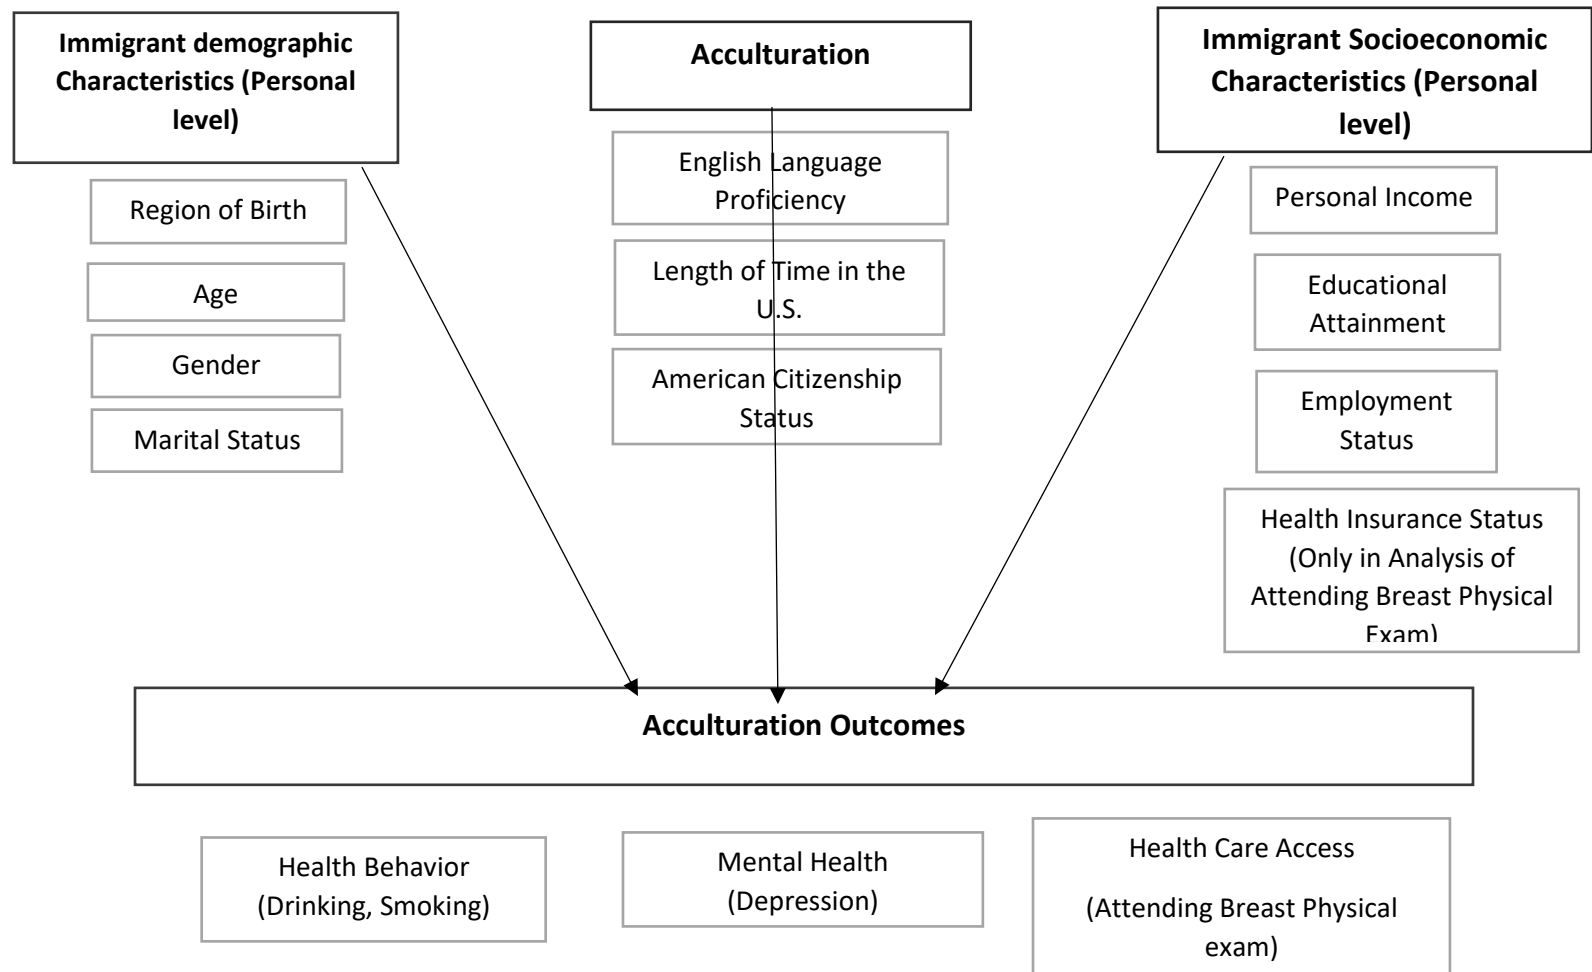 Immigrant demographic
Characteristics (Personal
level)
Region of Birth
Age
Gender
Marital Status
Acculturation
English Language
Proficiency
Length of Time in the
U.S.
American Citizenship
Status
Immigrant Socioeconomic
Characteristics (Personal
level)
Personal Income
Educational
Attainment
Employment
Status
Health Insurance Status
(Only in Analysis of
Attending Breast Physical
Exam)
Acculturation Outcomes
Health Behavior
(Drinking, Smoking)
Mental Health
(Depression)
Health Care Access
(Attending Breast Physical
exam)